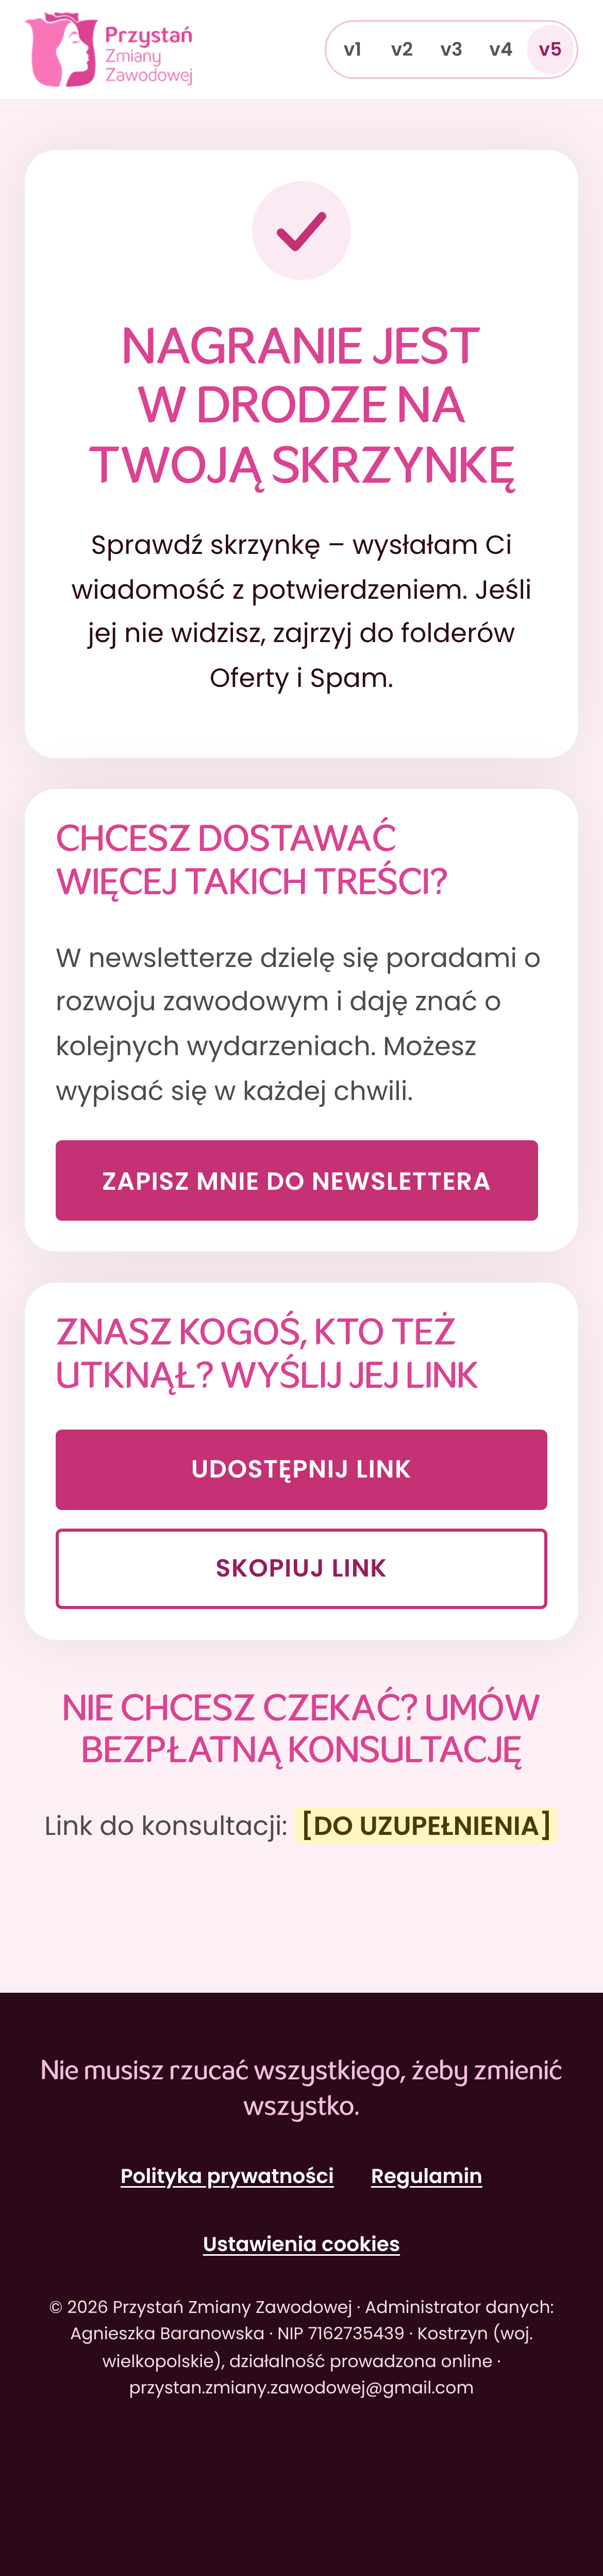 Przystań
Zmiany
Zawodowej
v1 v2 v3 v4 v5
NAGRANIE JEST
W DRODZE NA
TWOJĄ SKRZYNKĘ
Sprawdź skrzynkę – wysłałam Ci
wiadomość z potwierdzeniem. Jeśli
jej nie widzisz, zajrzyj do folderów
Oferty i Spam.
CHCESZ DOSTAWAĆ
WIĘCEJ TAKICH TREŚCI?
W newsletterze dzielę się poradami o
rozwoju zawodowym i daję znać o
kolejnych wydarzeniach. Możesz
wypisać się w każdej chwili.
ZAPISZ MNIE DO NEWSLETTERA
ZNASZ KOGOŚ, KTO TEŻ
UTKNĄŁ? WYŚLIJ JEJ LINK
UDOSTĘPNIJ LINK
SKOPIUJ LINK
NIE CHCESZ CZEKAĆ? UMÓW
BEZPŁATNĄ KONSULTACJĘ
Link do konsultacji: [DO UZUPEŁNIENIA]
Nie musisz rzucać wszystkiego, żeby zmienić
wszystko.
Polityka prywatności Regulamin
Ustawienia cookies
© 2026 Przystań Zmiany Zawodowej · Administrator danych:
Agnieszka Baranowska · NIP 7162735439 · Kostrzyn (woj.
wielkopolskie), działalność prowadzona online ·
przystan.zmiany.zawodowej@gmail.com